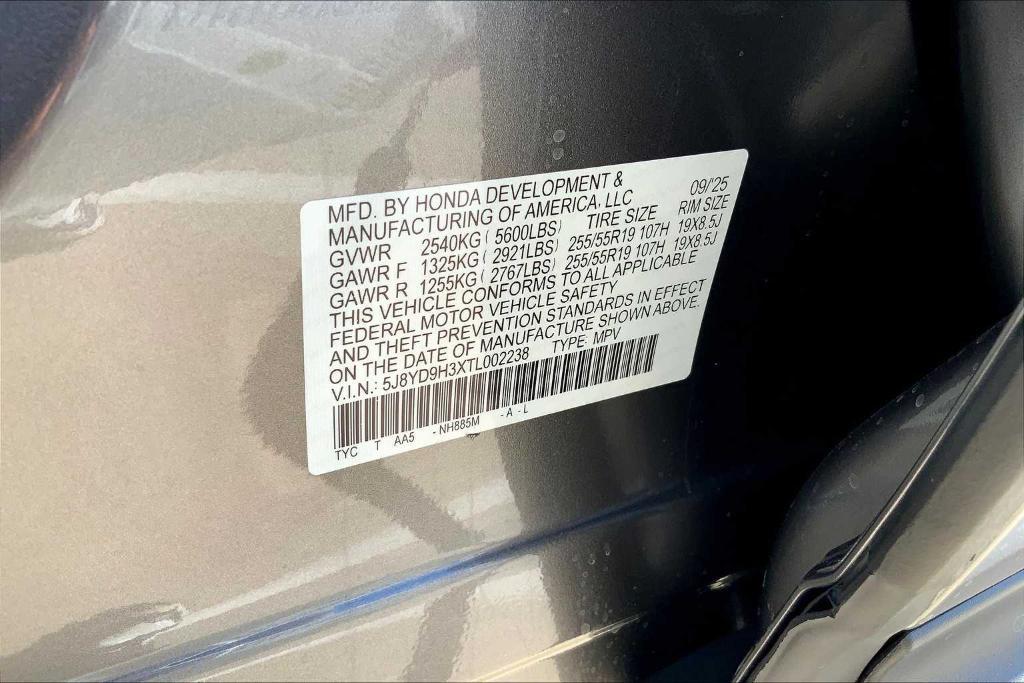 MFD. BY HONDA DEVELOPMENT & 09/'25
MANUFACTURING OF AMERICA, LLC
GVWR 2540KG ( 5600LBS) TIRE SIZE RIM SIZE
GAWR F 1325KG ( 2921LBS) 255/55R19 107H 19X8.5J
GAWR R 1255KG ( 2767LBS) 255/55R19 107H 19X8.5J
THIS VEHICLE CONFORMS TO ALL APPLICABLE
FEDERAL MOTOR VEHICLE SAFETY
AND THEFT PREVENTION STANDARDS IN EFFECT
ON THE DATE OF MANUFACTURE SHOWN ABOVE.
V.I.N.: 5J8YD9H3XTL002238 TYPE: MPV
TYC T AA5 - NH885M - A - L